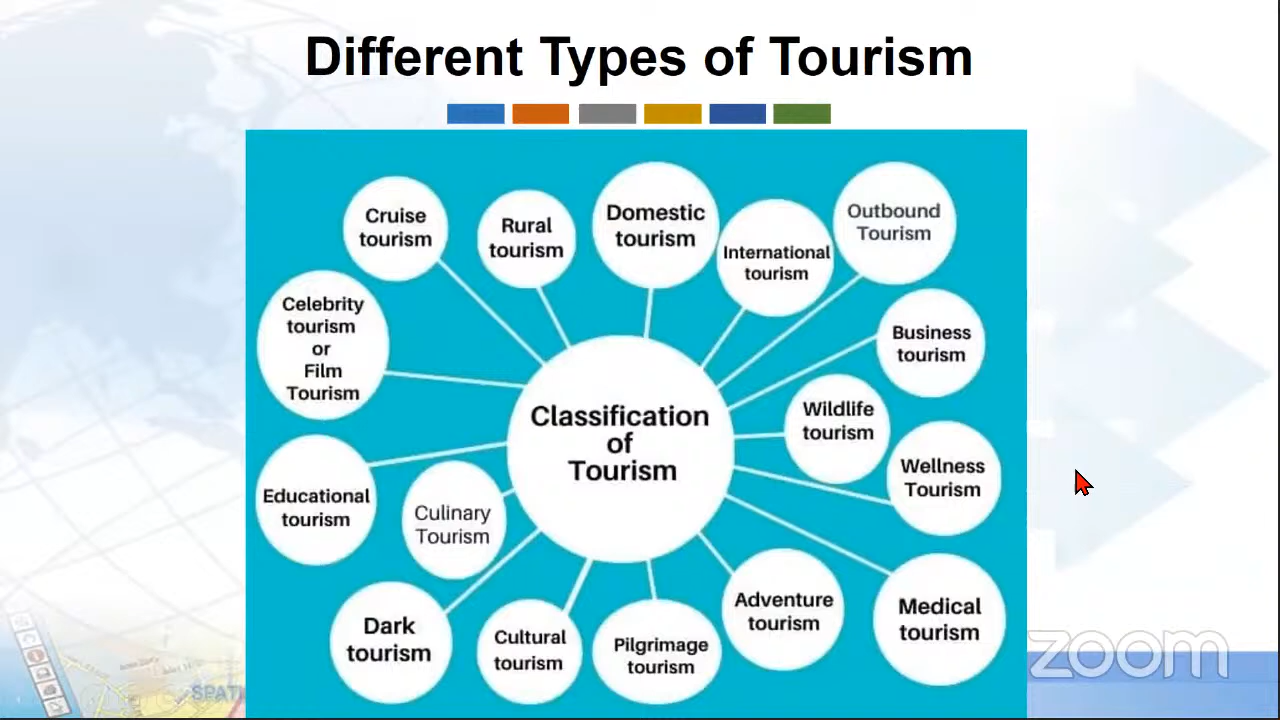 Different Types of Tourism
Cruise
tourism
Rural
tourism
Domestic
tourism
International
tourism
Outbound
Tourism
Celebrity
tourism
or
Film
Tourism
Business
tourism
Wildlife
tourism
Classification
of
Tourism
Wellness
Tourism
Educational
tourism
Culinary
Tourism
Dark
tourism
Cultural
tourism
Pilgrimage
tourism
Adventure
tourism
Medical
tourism
zoom